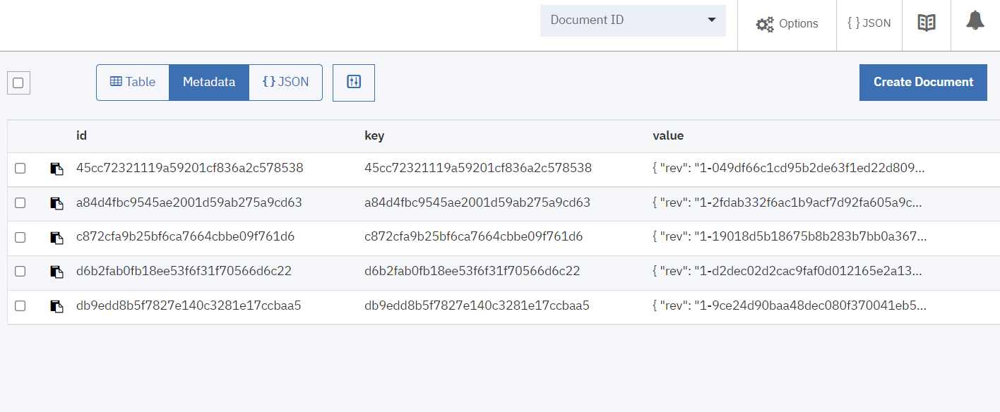 Document ID
Options
{ } JSON
Table
Metadata
{ } JSON
Create Document
id key value
45cc72321119a59201cf836a2c578538 45cc72321119a59201cf836a2c578538 { "rev": "1-049df66c1cd95b2de63f1ed22d809...
a84d4fbc9545ae2001d59ab275a9cd63 a84d4fbc9545ae2001d59ab275a9cd63 { "rev": "1-2fdab332f6ac1b9acf7d92fa605a9c...
c872cfa9b25bf6ca7664cbbe09f761d6 c872cfa9b25bf6ca7664cbbe09f761d6 { "rev": "1-19018d5b18675b8b283b7bb0a367...
d6b2fab0fb18ee53f6f31f70566d6c22 d6b2fab0fb18ee53f6f31f70566d6c22 { "rev": "1-d2dec02d2cac9faf0d012165e2a13...
db9edd8b5f7827e140c3281e17ccbaa5 db9edd8b5f7827e140c3281e17ccbaa5 { "rev": "1-9ce24d90baa48dec080f370041eb5...